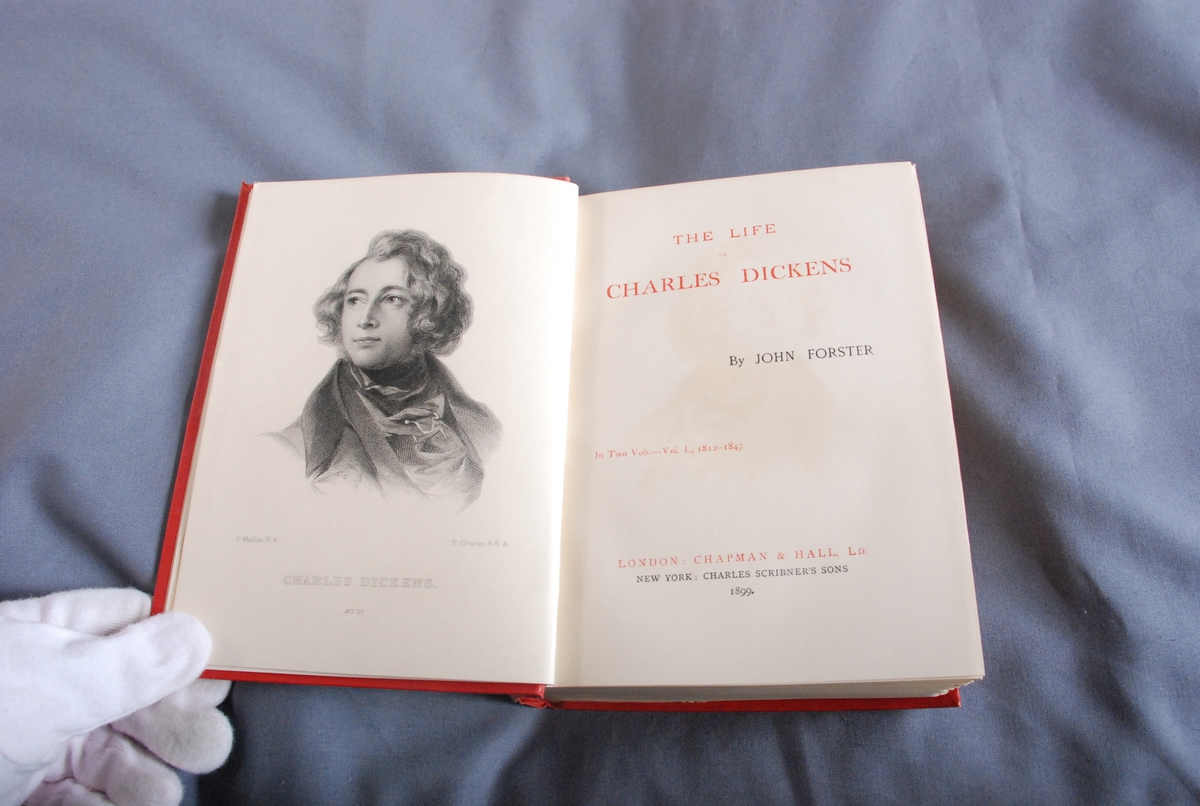 D. Maclise, R.A.
R. Graves, A.R.A.
CHARLES DICKENS.
THE LIFE
OF
CHARLES DICKENS
By JOHN FORSTER
In Two Vols.—Vol. I., 1812-1847
LONDON: CHAPMAN & HALL, LD.
NEW YORK: CHARLES SCRIBNER'S SONS
1899.